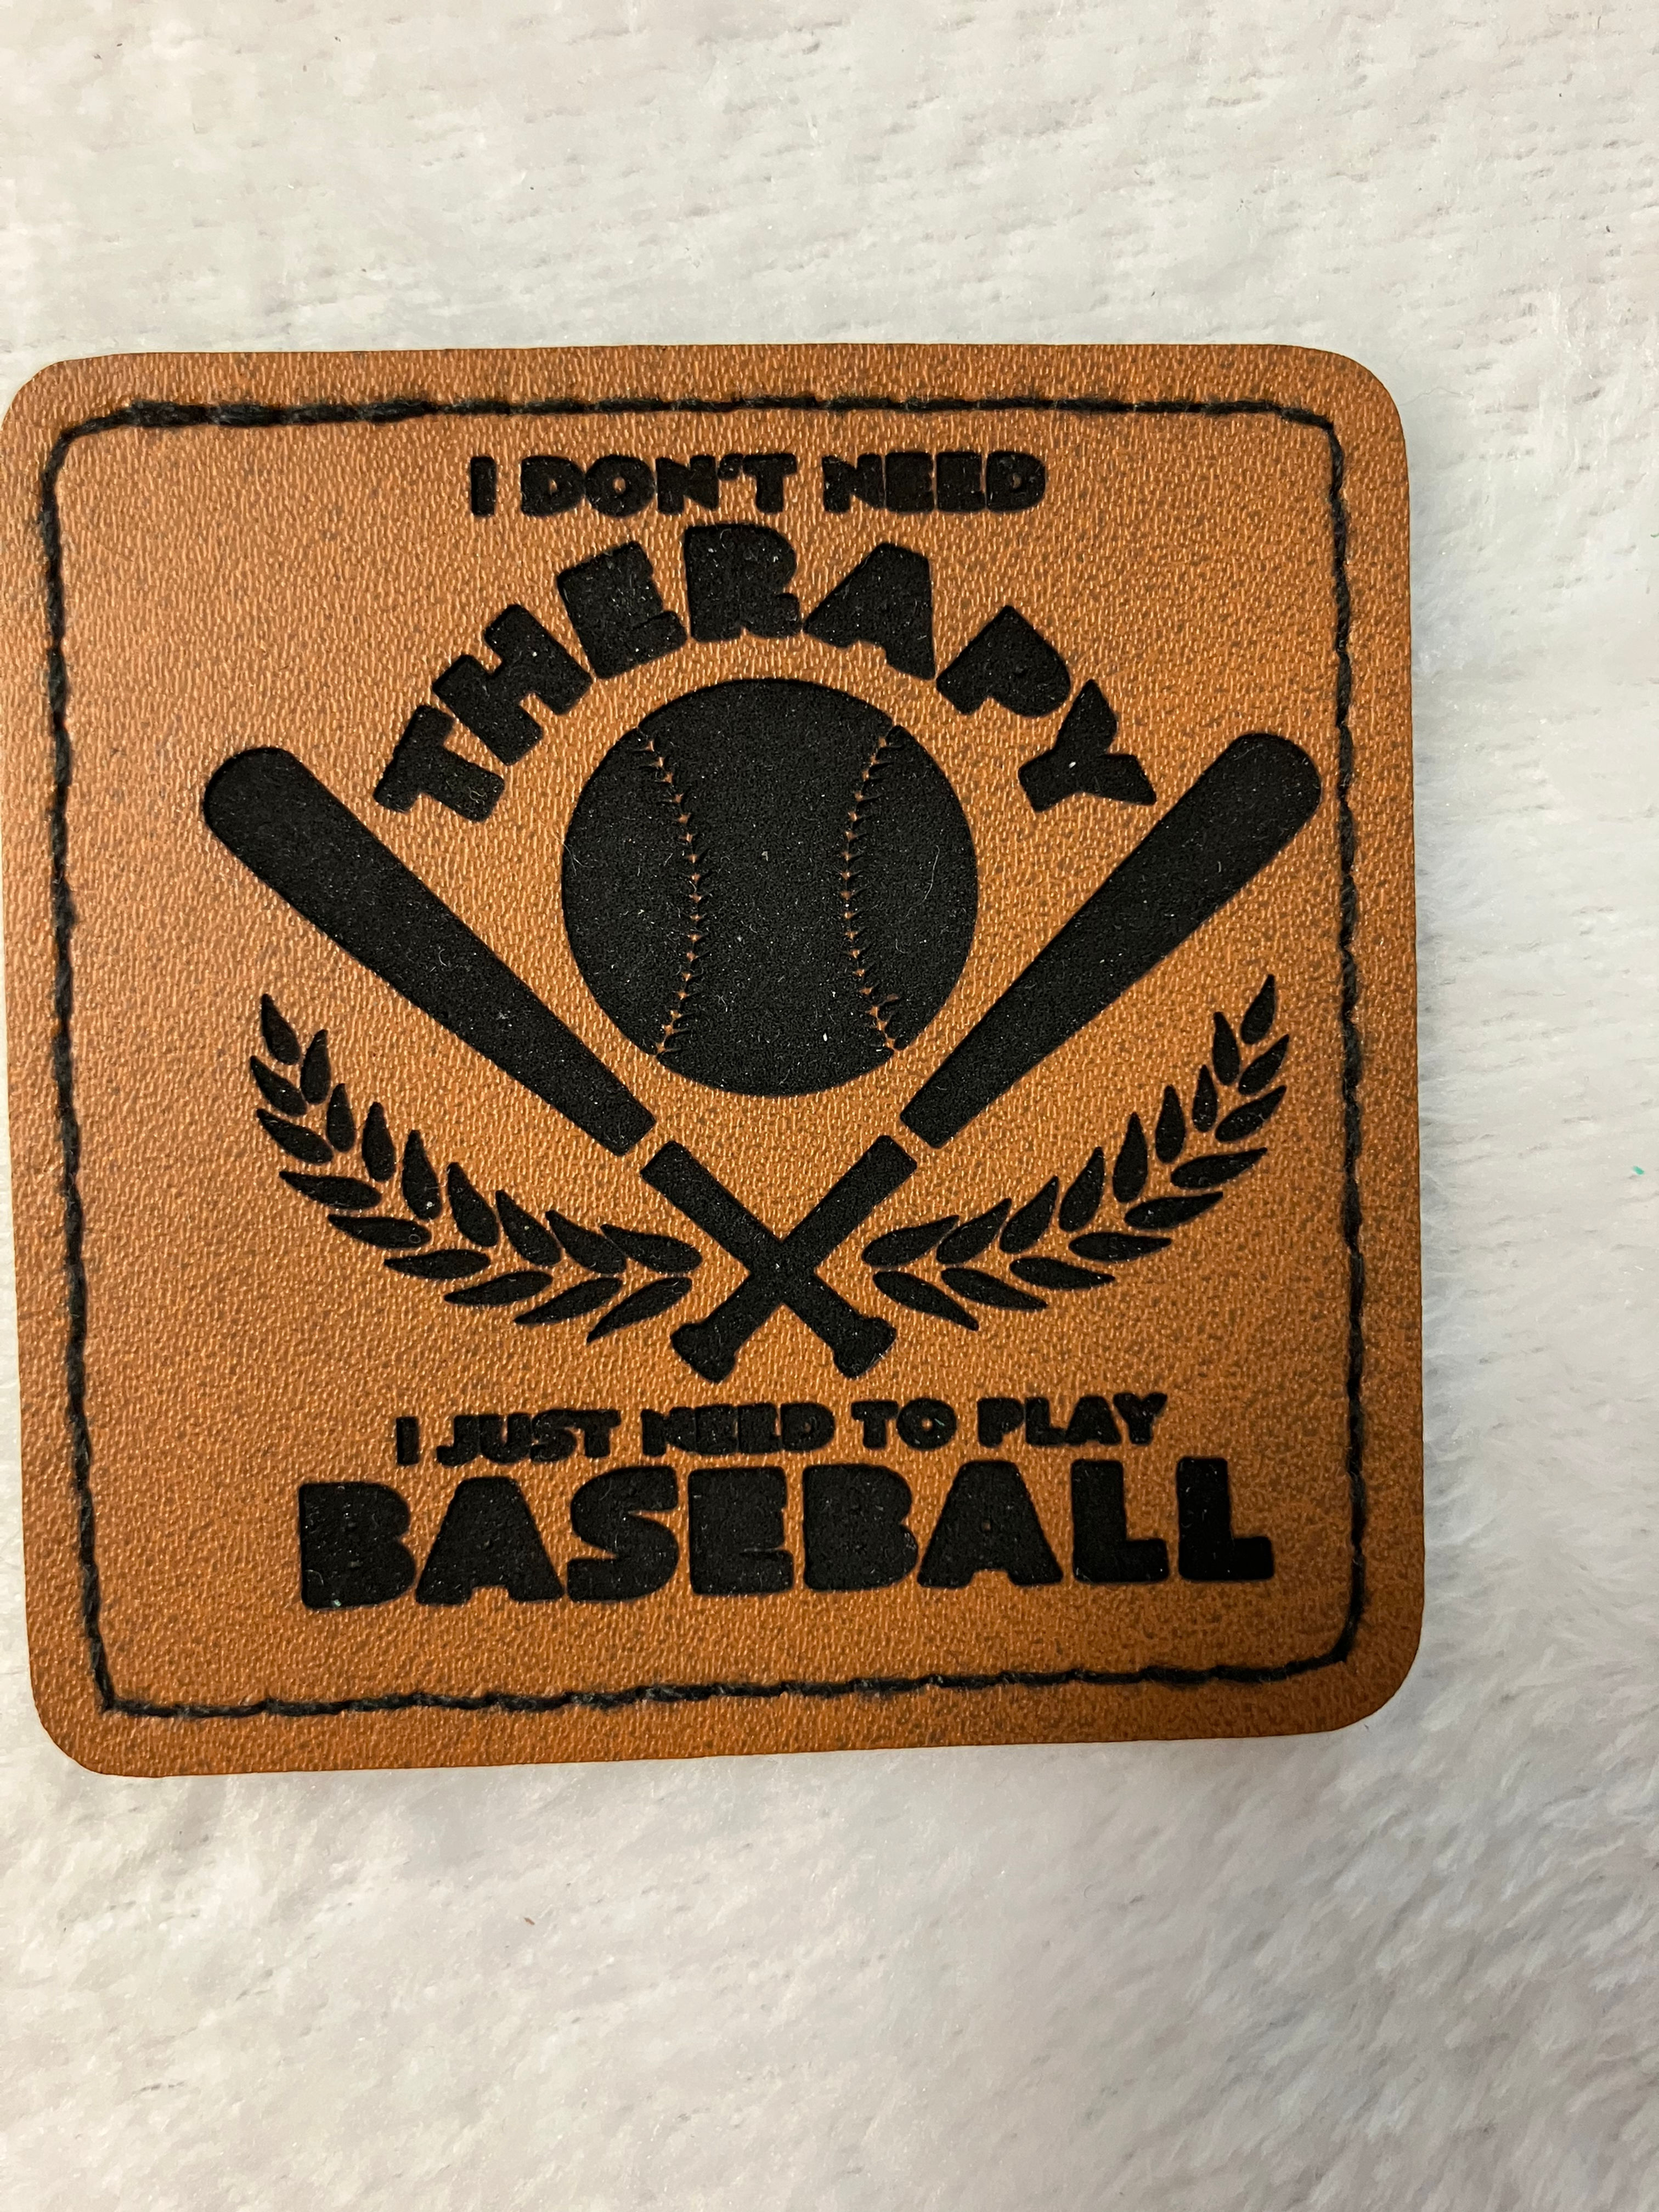 I DON'T NEED
THERAPY
I JUST NEED TO PLAY
BASEBALL